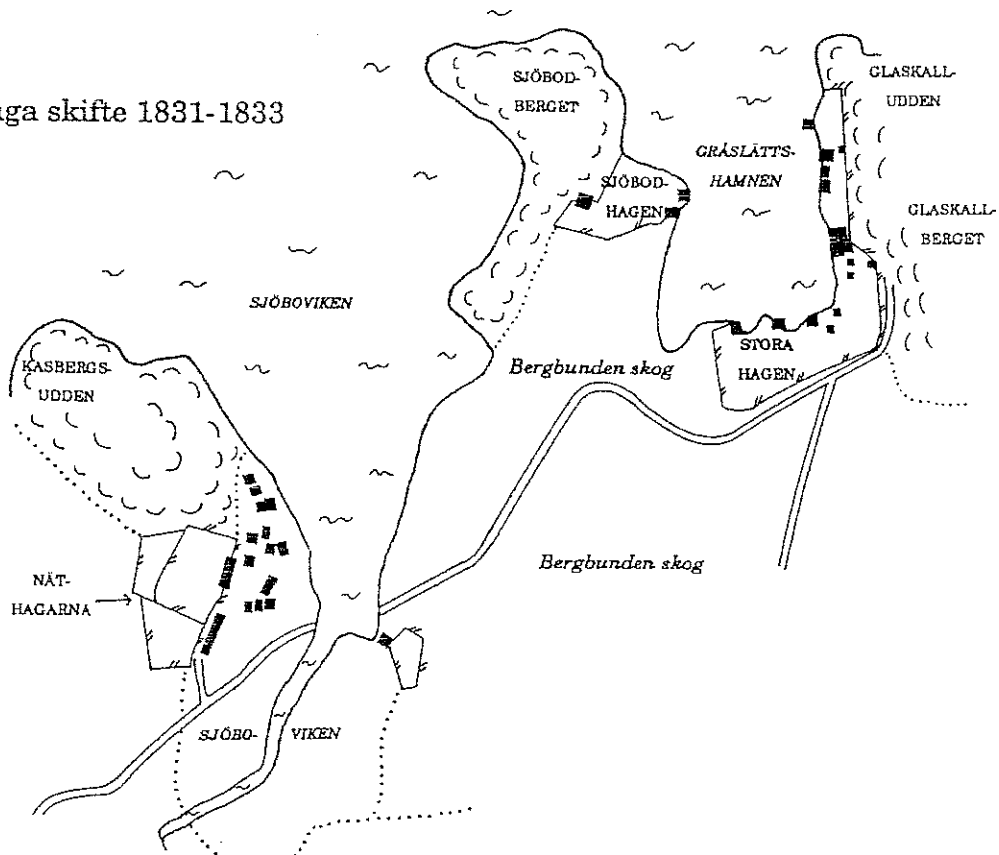 ga skifte 1831-1833
SJÖBOD-
BERGET
GLASKALL-
UDDEN
GRÅSLÄTTS-
HAMNEN
SJÖBOD-
HAGEN
GLASKALL-
BERGET
SJÖBOVIKEN
KASBERGS-
UDDEN
Bergbunden skog
STORA
HAGEN
Bergbunden skog
NÄT-
HAGARNA
SJÖBO- VIKEN